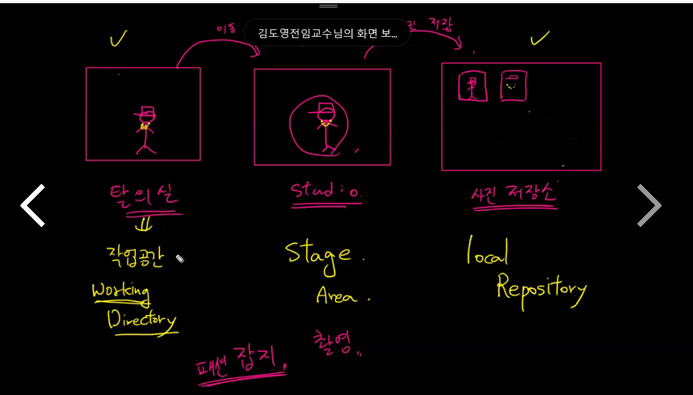 이동
김도영전임교수님의 화면 보...
저장
탈의실
Studio.
사진 저장소
작업공간
Stage.
local
Working
Area.
Repository
Directory
패션 잡지.
촬영..